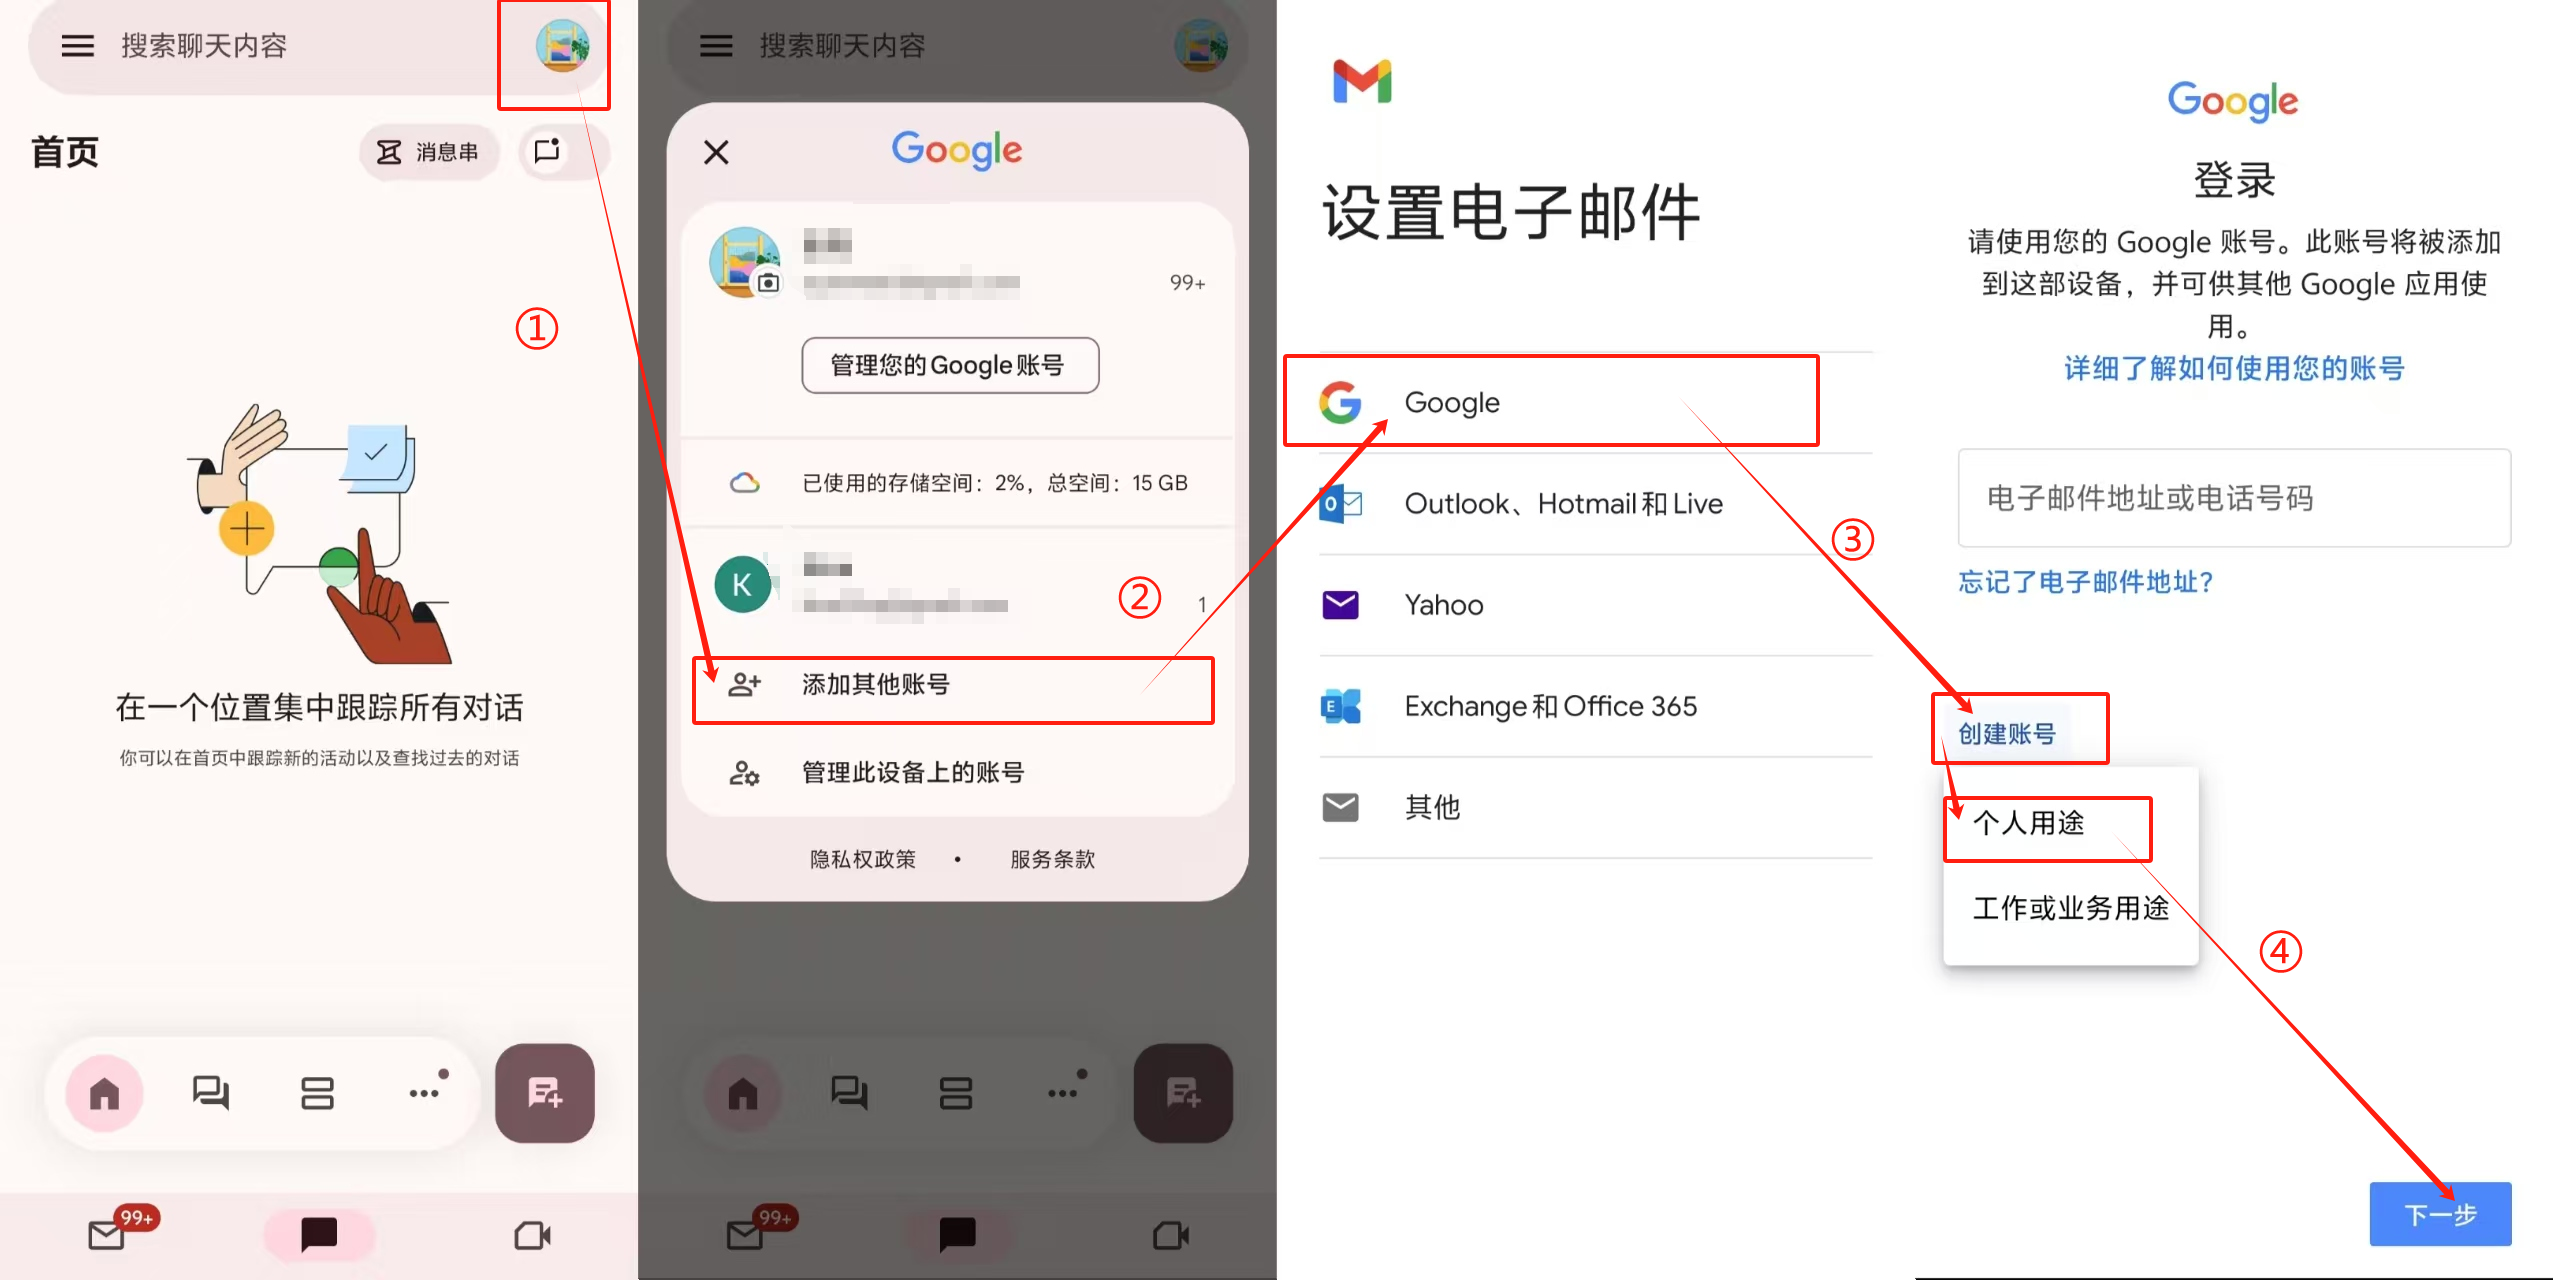 搜索聊天内容
首页
消息串
①
在一个位置集中跟踪所有对话
你可以在首页中跟踪新的活动以及查找过去的对话
99+
搜索聊天内容
Google
99+
管理您的Google账号
已使用的存储空间：2%，总空间：15 GB
K
1
②
添加其他账号
管理此设备上的账号
隐私权政策 • 服务条款
99+
设置电子邮件
Google
Outlook、Hotmail和Live
Yahoo
Exchange和Office 365
其他
③
Google
登录
请使用您的 Google 账号。此账号将被添加
到这部设备，并可供其他 Google 应用使
用。
详细了解如何使用您的账号
电子邮件地址或电话号码
忘记了电子邮件地址？
创建账号
个人用途
工作或业务用途
④
下一步